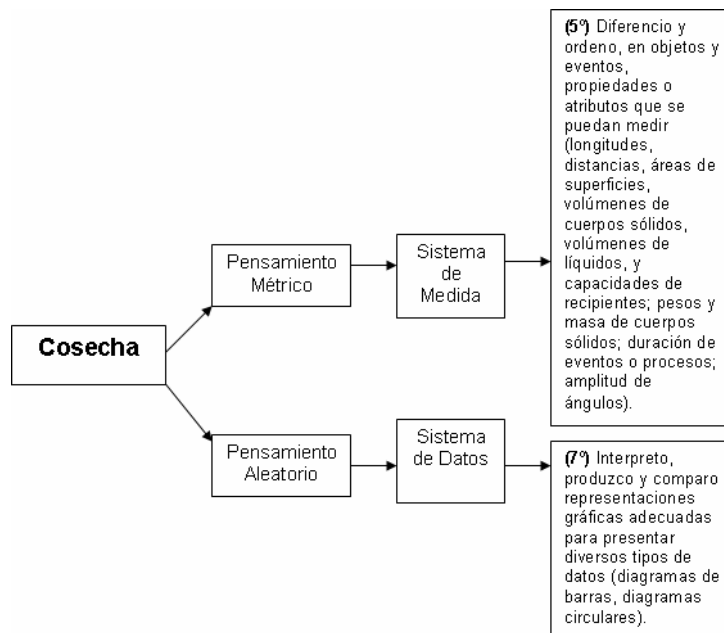 (5º) Diferencio y
ordeno, en objetos y
eventos,
propiedades o
atributos que se
puedan medir
(longitudes,
distancias, áreas de
superficies,
volúmenes de
cuerpos sólidos,
volúmenes de
líquidos, y
capacidades de
recipientes; pesos y
masa de cuerpos
sólidos; duración de
eventos o procesos;
amplitud de
ángulos).
Pensamiento
Métrico
Sistema
de
Medida
Cosecha
Pensamiento
Aleatorio
Sistema
de Datos
(7º) Interpreto,
produzco y comparo
representaciones
gráficas adecuadas
para presentar
diversos tipos de
datos (diagramas de
barras, diagramas
circulares).